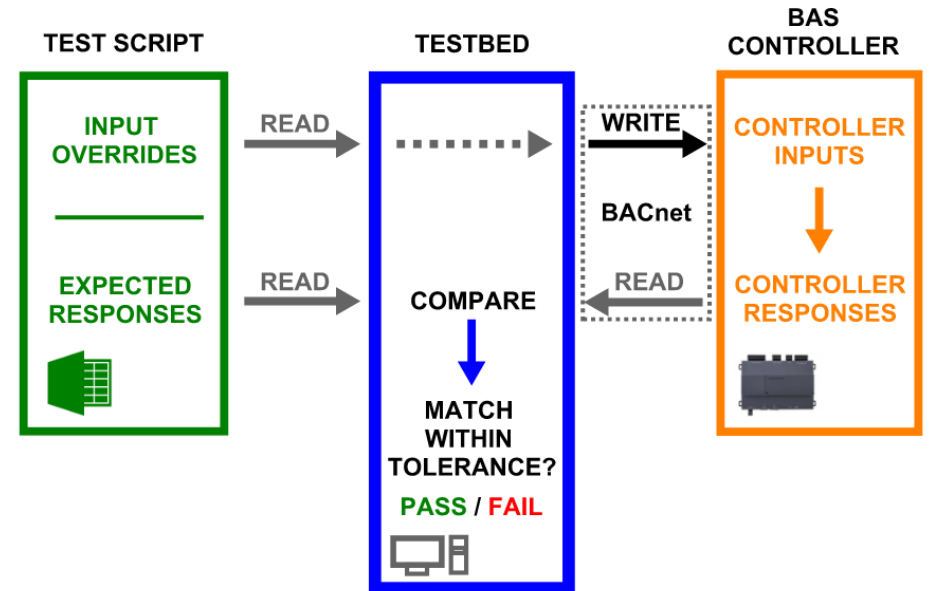 TEST SCRIPT
INPUT
OVERRIDES
EXPECTED
RESPONSES
READ
READ
TESTBED
COMPARE
MATCH
WITHIN
TOLERANCE?
PASS / FAIL
WRITE
BACnet
READ
BAS
CONTROLLER
CONTROLLER
INPUTS
CONTROLLER
RESPONSES